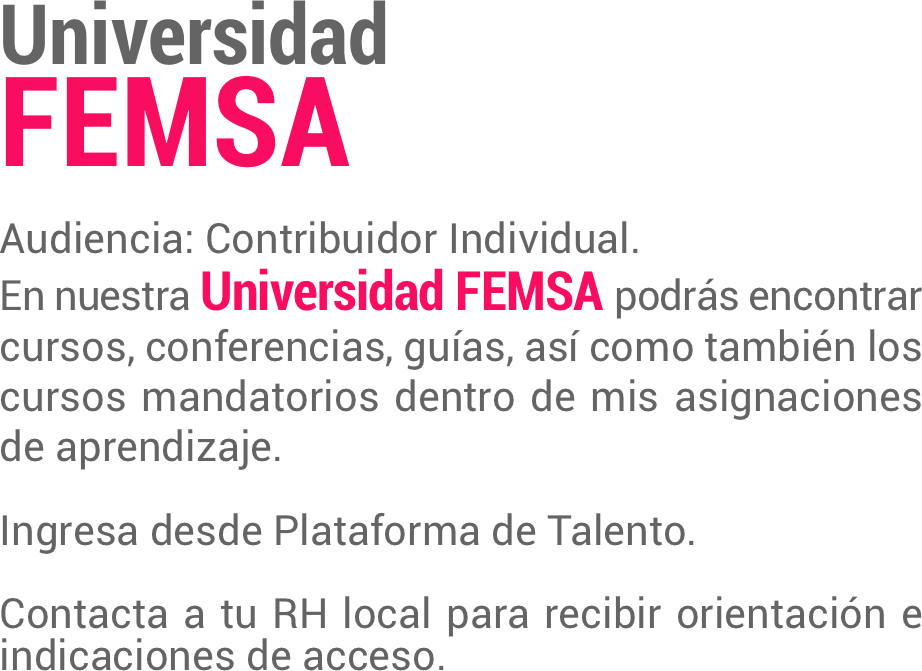 Universidad
FEMSA
Audiencia: Contribuidor Individual.
En nuestra Universidad FEMSA podrás encontrar
cursos, conferencias, guías, así como también los
cursos mandatorios dentro de mis asignaciones
de aprendizaje.
Ingresa desde Plataforma de Talento.
Contacta a tu RH local para recibir orientación e
indicaciones de acceso.